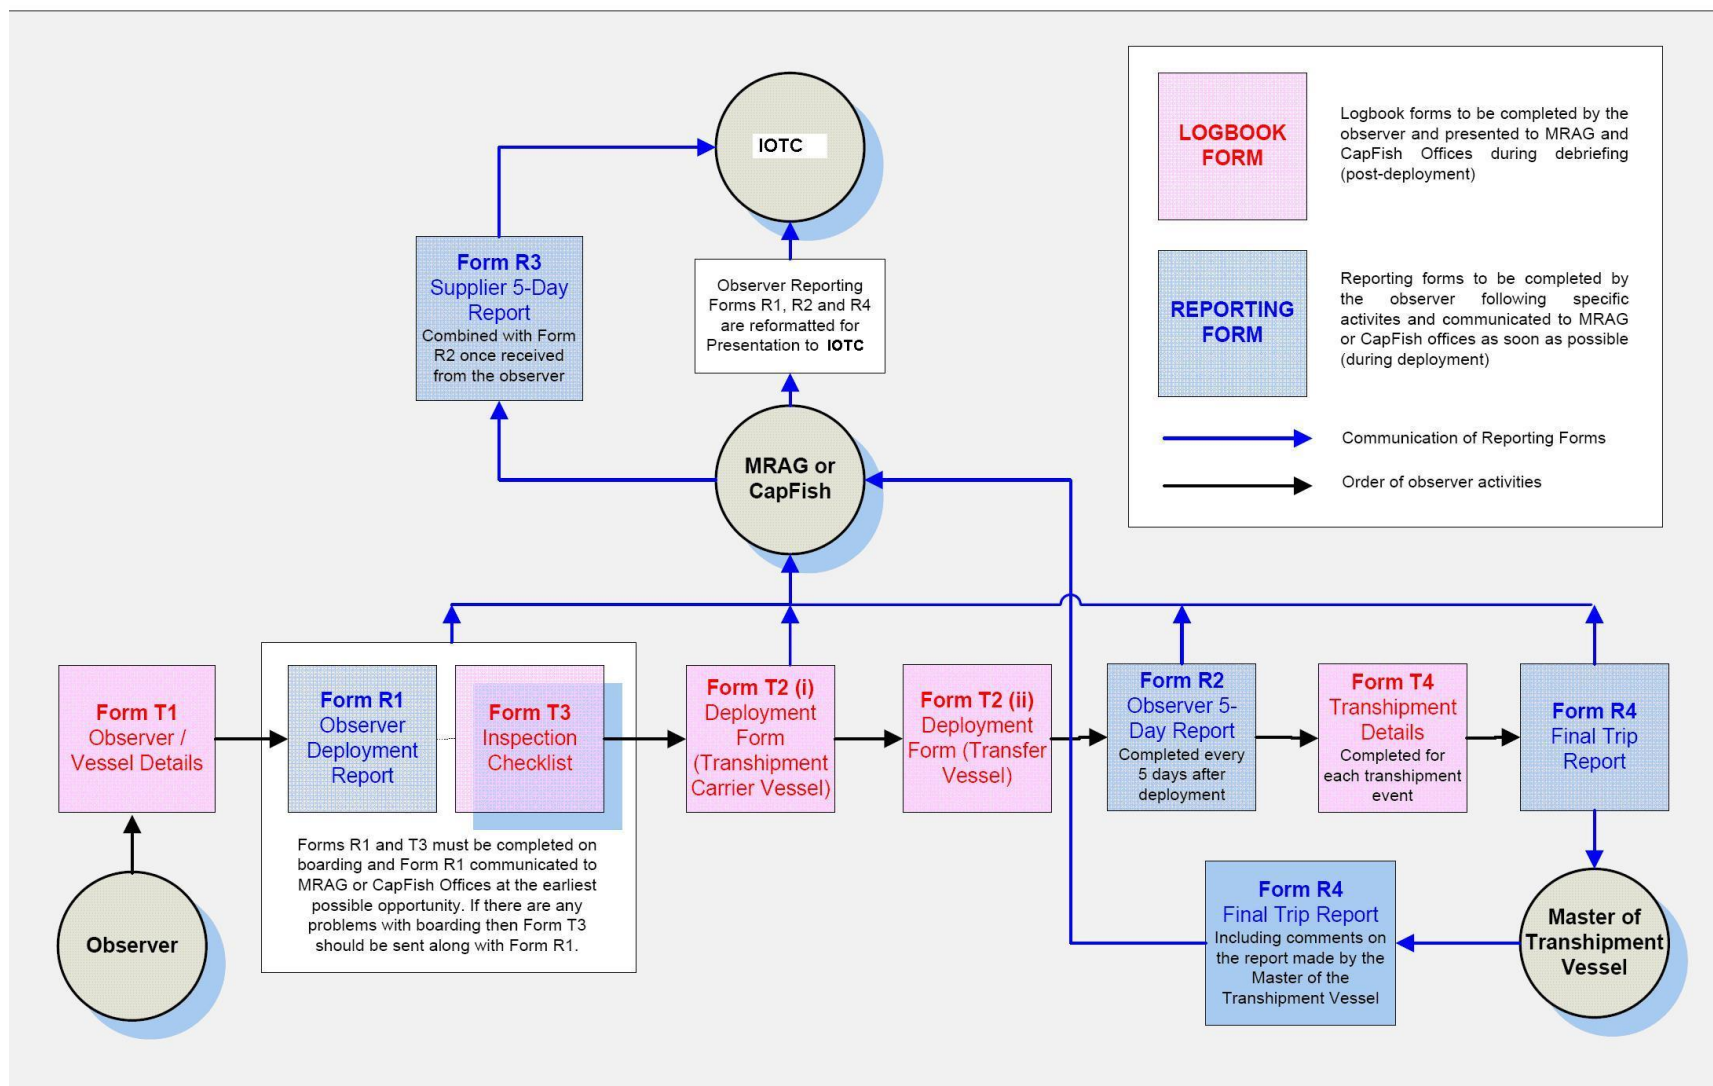 IOTC
LOGBOOK
FORM
Logbook forms to be completed by the
observer and presented to MRAG and
CapFish Offices during debriefing
(post-deployment)
REPORTING
FORM
Reporting forms to be completed by
the observer following specific
activites and communicated to MRAG
or CapFish offices as soon as possible
(during deployment)
Communication of Reporting Forms
Order of observer activities
Form R3
Supplier 5-Day
Report
Combined with Form
R2 once received
from the observer
Observer Reporting
Forms R1, R2 and R4
are reformatted for
Presentation to IOTC
MRAG or
CapFish
Form T1
Observer /
Vessel Details
Form R1
Observer
Deployment
Report
Form T3
Inspection
Checklist
Forms R1 and T3 must be completed on
boarding and Form R1 communicated to
MRAG or CapFish Offices at the earliest
possible opportunity. If there are any
problems with boarding then Form T3
should be sent along with Form R1.
Form T2 (i)
Deployment
Form
(Transhipment
Carrier Vessel)
Form T2 (ii)
Deployment
Form (Transfer
Vessel)
Form R2
Observer 5-
Day Report
Completed every
5 days after
deployment
Form T4
Transhipment
Details
Completed for
each transhipment
event
Form R4
Final Trip
Report
Observer
Form R4
Final Trip Report
Including comments on
the report made by the
Master of the
Transhipment Vessel
Master of
Transhipment
Vessel